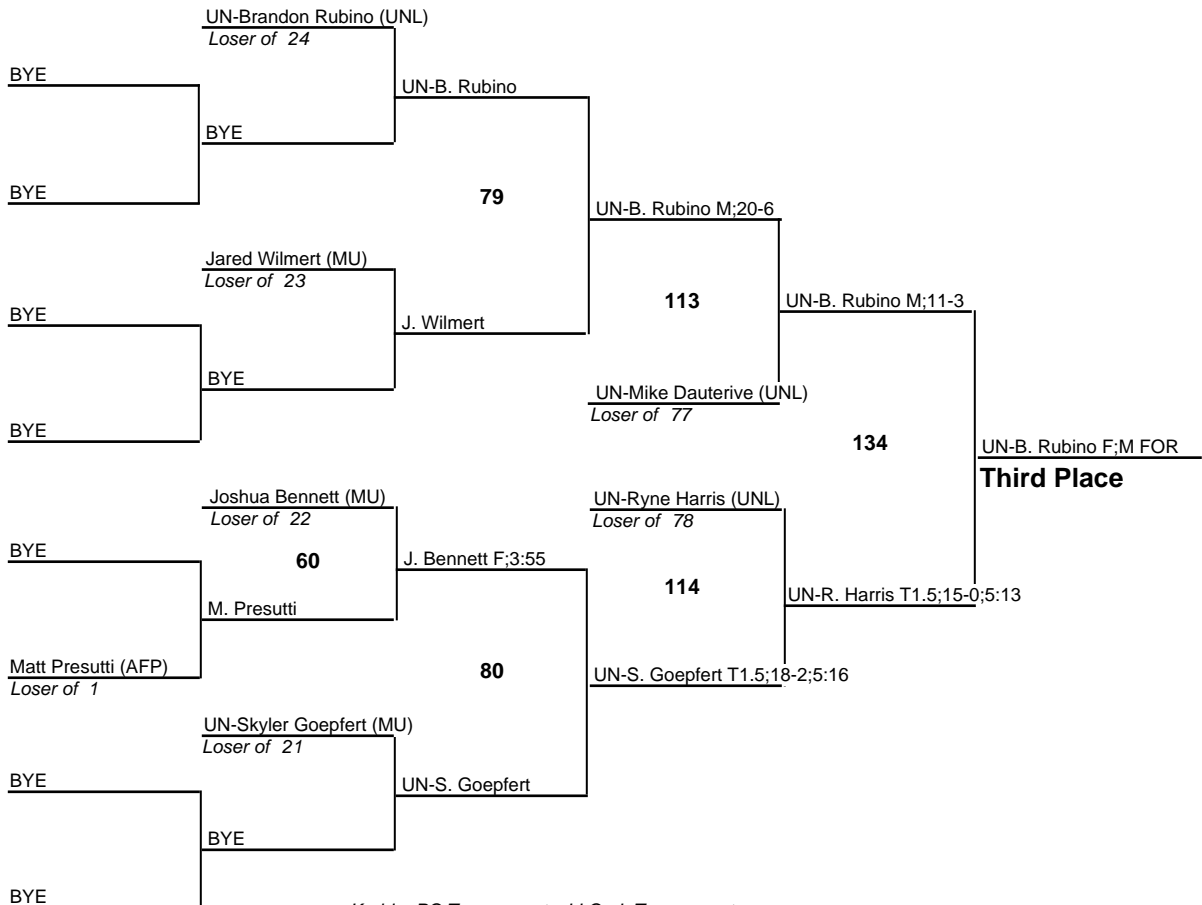 UN-Brandon Rubino (UNL)
Loser of 24
BYE
UN-B. Rubino
BYE
BYE
79
UN-B. Rubino M;20-6
Jared Wilmert (MU)
Loser of 23
113
UN-B. Rubino M;11-3
BYE
J. Wilmert
BYE
UN-Mike Dauterive (UNL)
Loser of 77
BYE
134
UN-B. Rubino F;M FOR
Third Place
Joshua Bennett (MU)
Loser of 22
UN-Ryne Harris (UNL)
Loser of 78
BYE
60
J. Bennett F;3:55
114
M. Presutti
UN-R. Harris T1.5;15-0;5:13
Matt Presutti (AFP)
Loser of 1
80
UN-S. Goepfert T1.5;18-2;5:16
UN-Skyler Goepfert (MU)
Loser of 21
BYE
UN-S. Goepfert
BYE
BYE